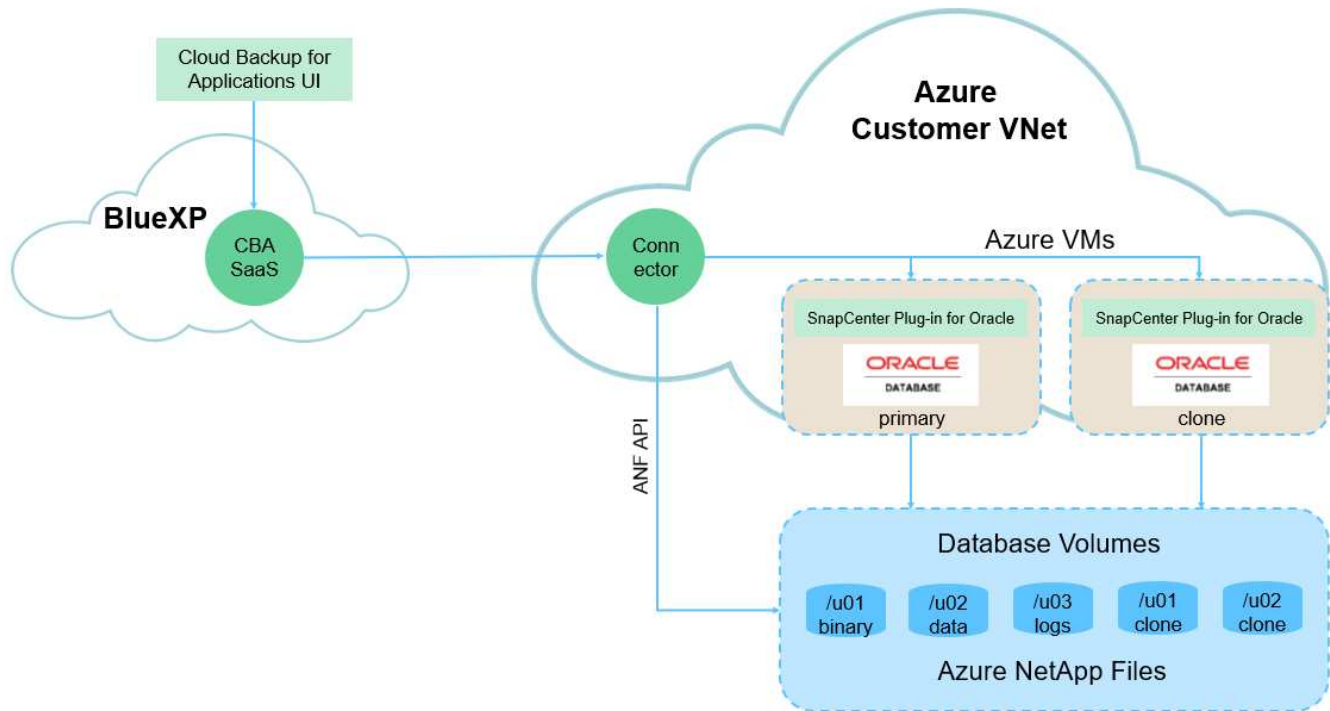 Cloud Backup for
Applications UI
BlueXP
CBA
SaaS
Azure
Customer VNet
Conn
ector
Azure VMs
SnapCenter Plug-in for Oracle
ORACLE
DATABASE
primary
SnapCenter Plug-in for Oracle
ORACLE
DATABASE
clone
ANF API
Database Volumes
/u01
binary
/u02
data
/u03
logs
/u01
clone
/u02
clone
Azure NetApp Files